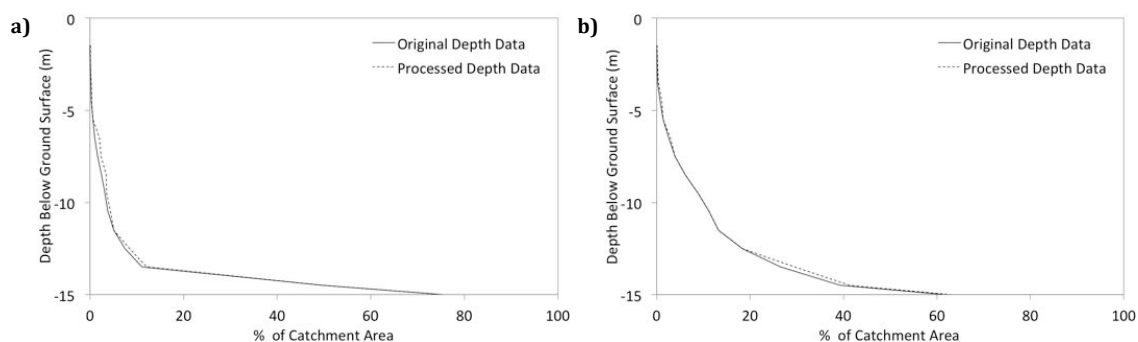 a)
Depth Below Ground Surface (m)
0
-5
-10
-15
Original Depth Data
Processed Depth Data
0 20 40 60 80 100
% of Catchment Area
b)
Depth Below Ground Surface (m)
0
-5
-10
-15
Original Depth Data
Processed Depth Data
0 20 40 60 80 100
% of Catchment Area